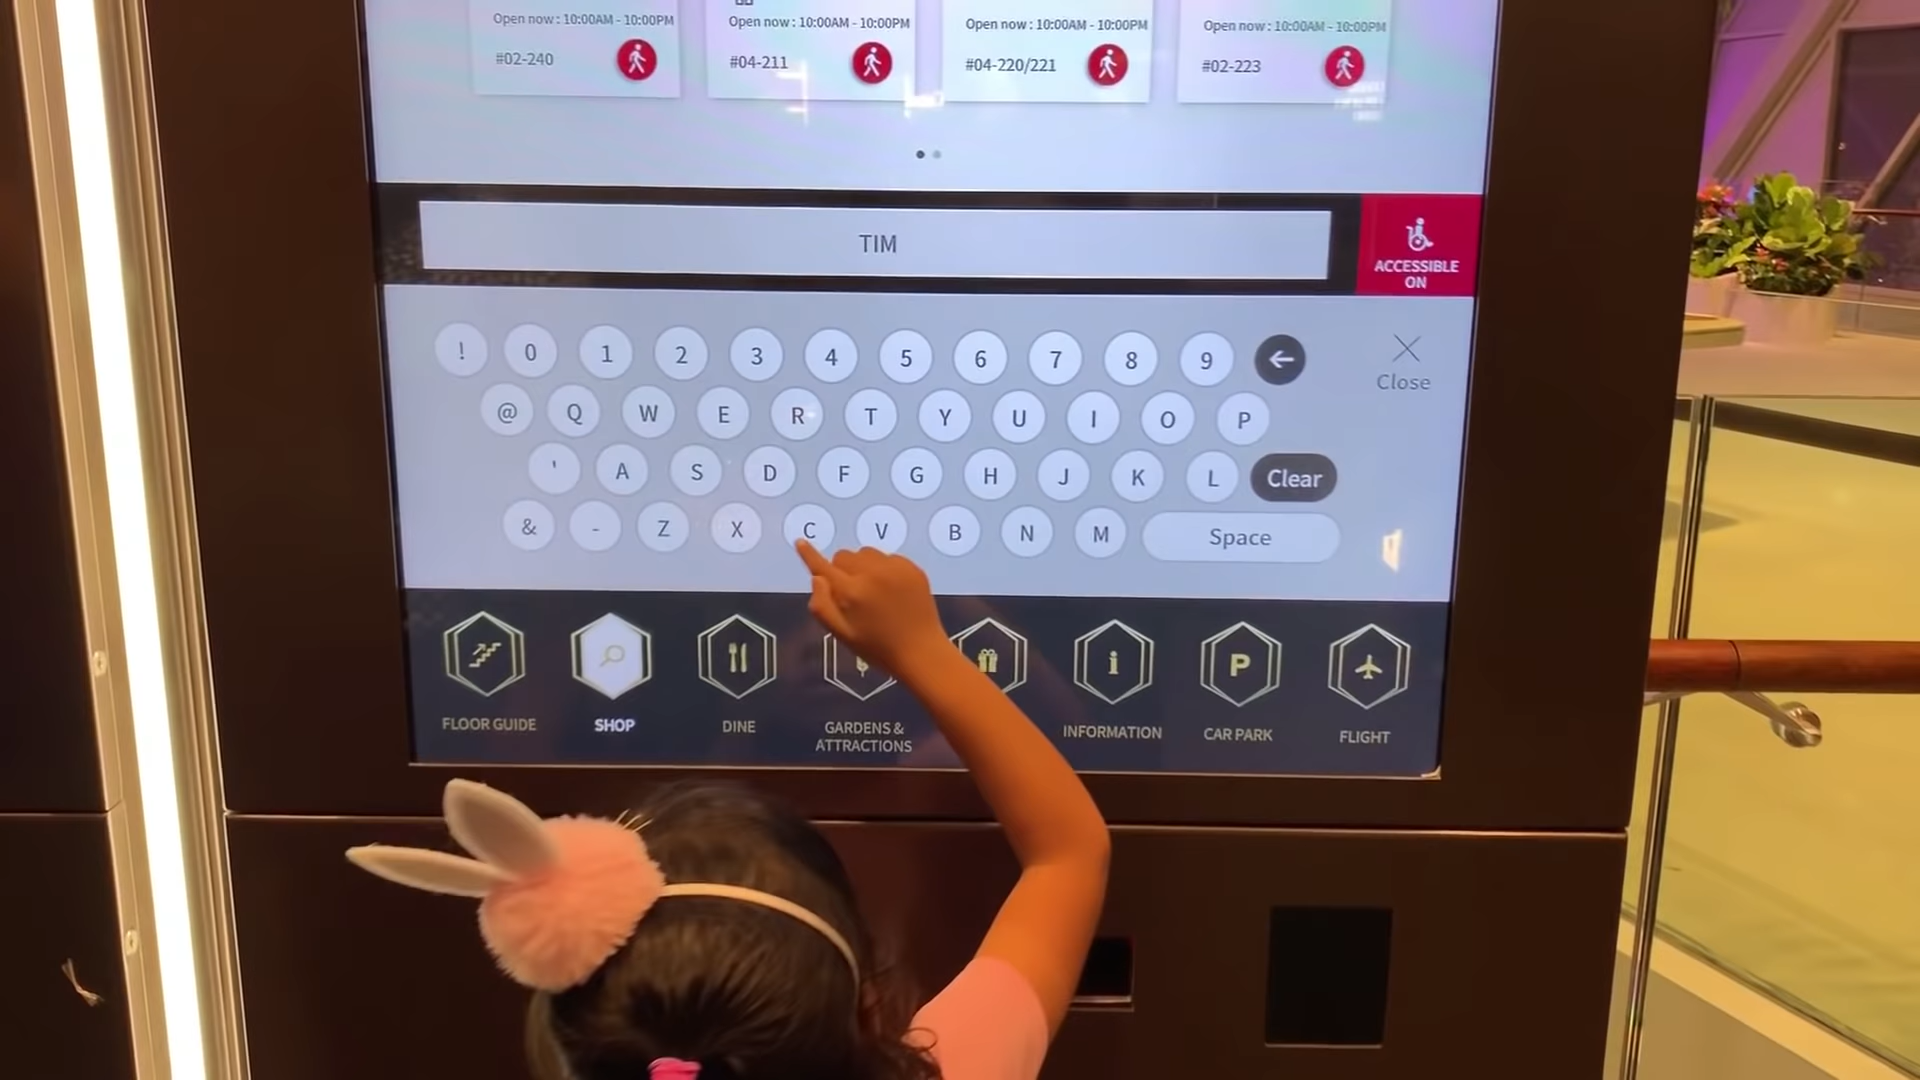 Open now : 10:00AM - 10:00PM
#02-240
Open now : 10:00AM - 10:00PM
#04-211
Open now : 10:00AM - 10:00PM
#04-220/221
Open now : 10:00AM - 10:00PM
#02-223
TIM
ACCESSIBLE
ON
! 0 1 2 3 4 5 6 7 8 9
Close
@ Q W E R T Y U I O P
' A S D F G H J K L Clear
& - Z X C V B N M Space
FLOOR GUIDE
SHOP
DINE
GARDENS &
ATTRACTIONS
i
INFORMATION
P
CAR PARK
FLIGHT